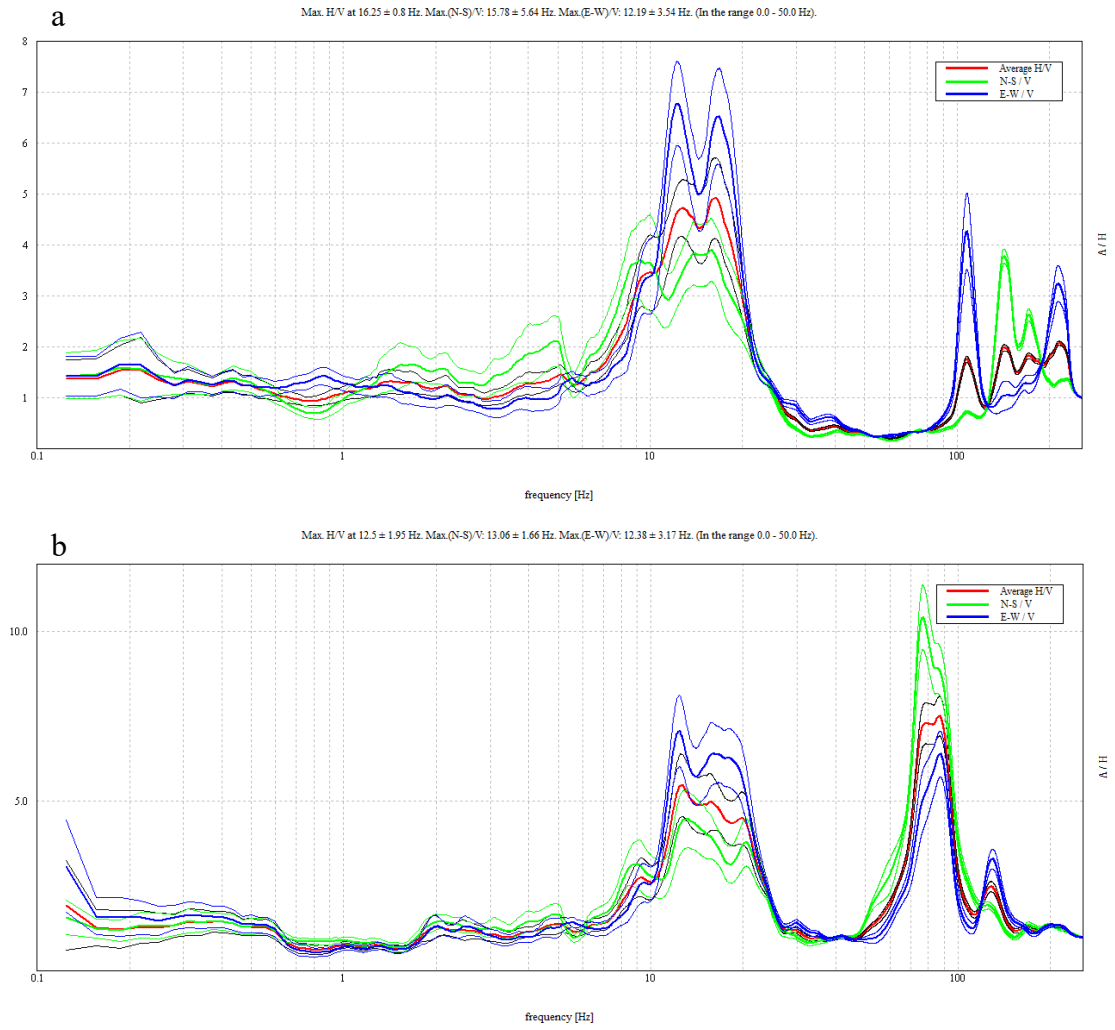 a
Max. H/V at 16.25 ± 0.8 Hz. Max.(N-S)/V: 15.78 ± 5.64 Hz. Max.(E-W)/V: 12.19 ± 3.54 Hz. (In the range 0.0 - 50.0 Hz).
8
7
6
5
4
3
2
1
Average H/V
N-S / V
E-W / V
H / V
0.1
1
10
100
frequency [Hz]
b
Max. H/V at 12.5 ± 1.95 Hz. Max.(N-S)/V: 13.06 ± 1.66 Hz. Max.(E-W)/V: 12.38 ± 3.17 Hz. (In the range 0.0 - 50.0 Hz).
10.0
5.0
Average H/V
N-S / V
E-W / V
H / V
0.1
1
10
100
frequency [Hz]